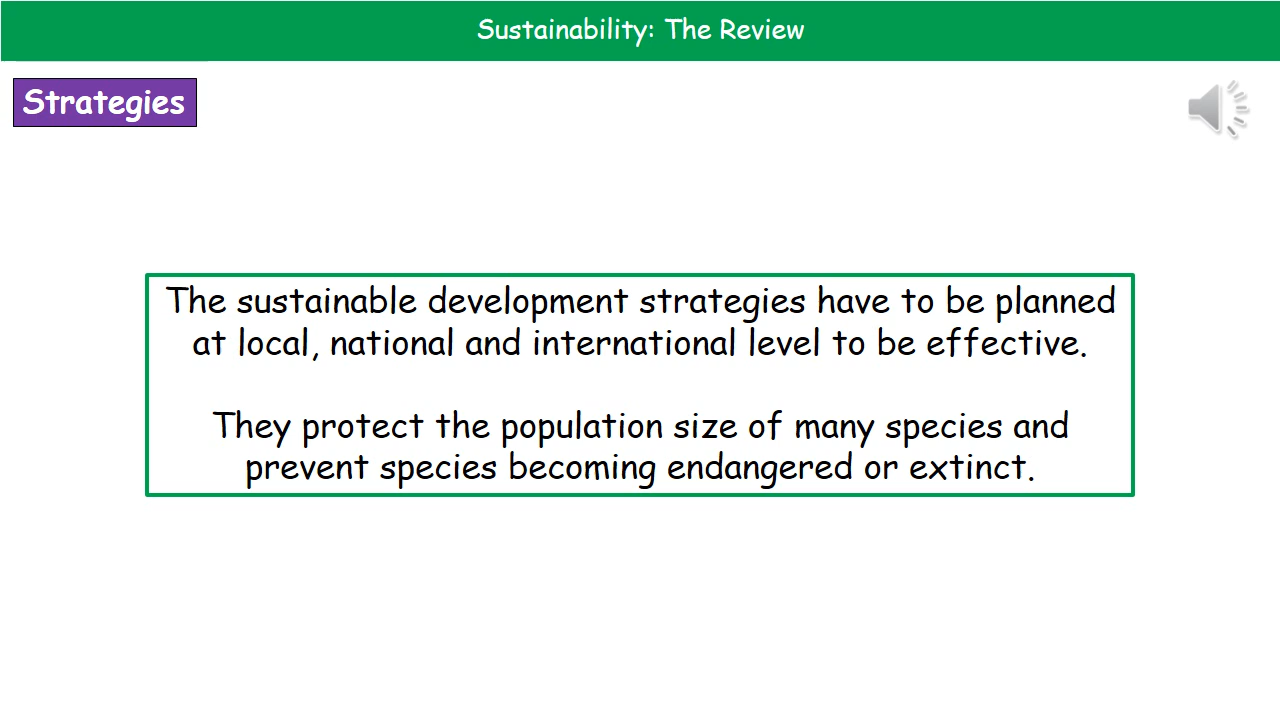 Sustainability: The Review
Strategies
The sustainable development strategies have to be planned
at local, national and international level to be effective.
They protect the population size of many species and
prevent species becoming endangered or extinct.